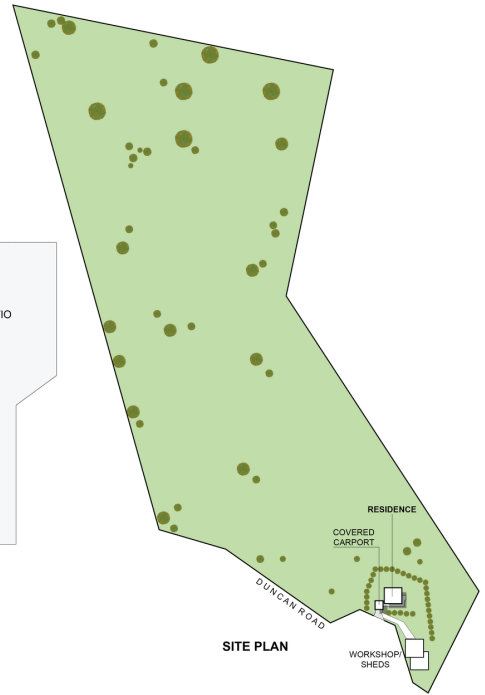 IO
RESIDENCE
COVERED
CARPORT
DUNCAN ROAD
SITE PLAN
WORKSHOP/
SHEDS